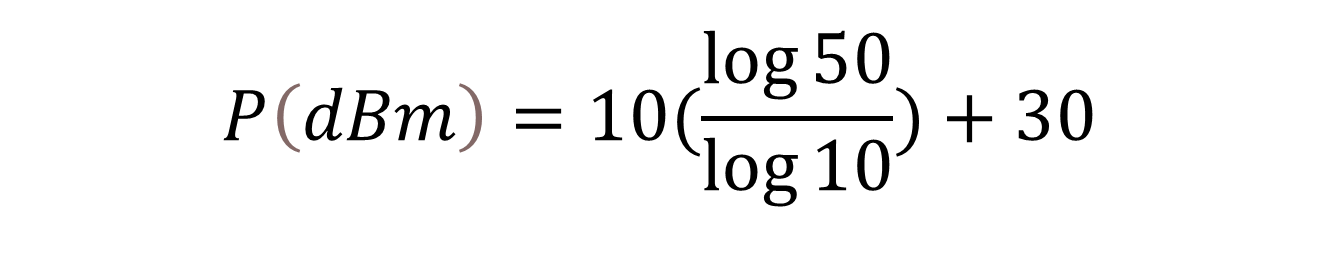 P(dBm) = 10(log 50/log 10) + 30